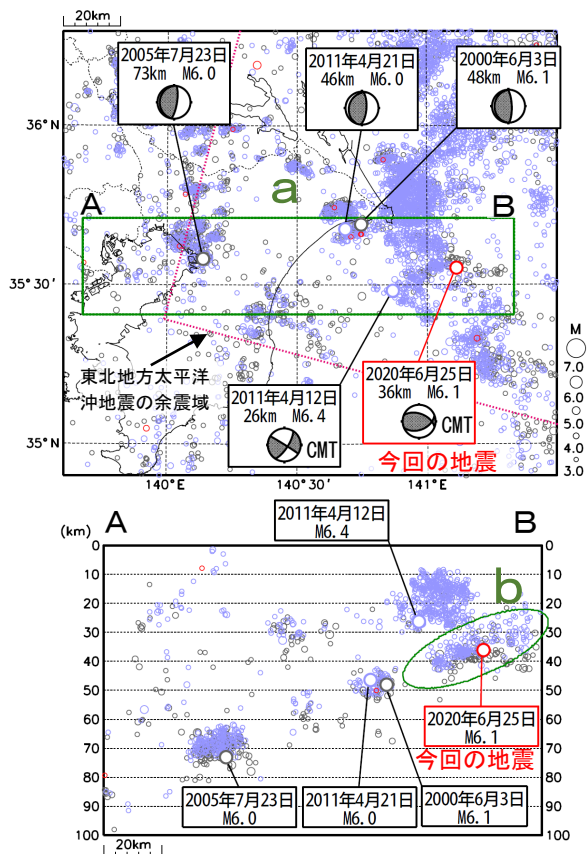 20km
2005年7月23日
73km M6.0
2011年4月21日
46km M6.0
2000年6月3日
48km M6.1
36°N
a
A
B
35°30′
東北地方太平洋
沖地震の余震域
2011年4月12日
26km M6.4
CMT
2020年6月25日
36km M6.1
CMT
今回の地震
35°N
M
7.0
6.0
5.0
4.0
3.0
140°E
140.5°
141°
(km)
A
B
2011年4月12日
M6.4
b
0
10
20
30
40
50
60
70
80
90
100
2020年6月25日
M6.1
今回の地震
2005年7月23日
M6.0
2011年4月21日
M6.0
2000年6月3日
M6.1
20km